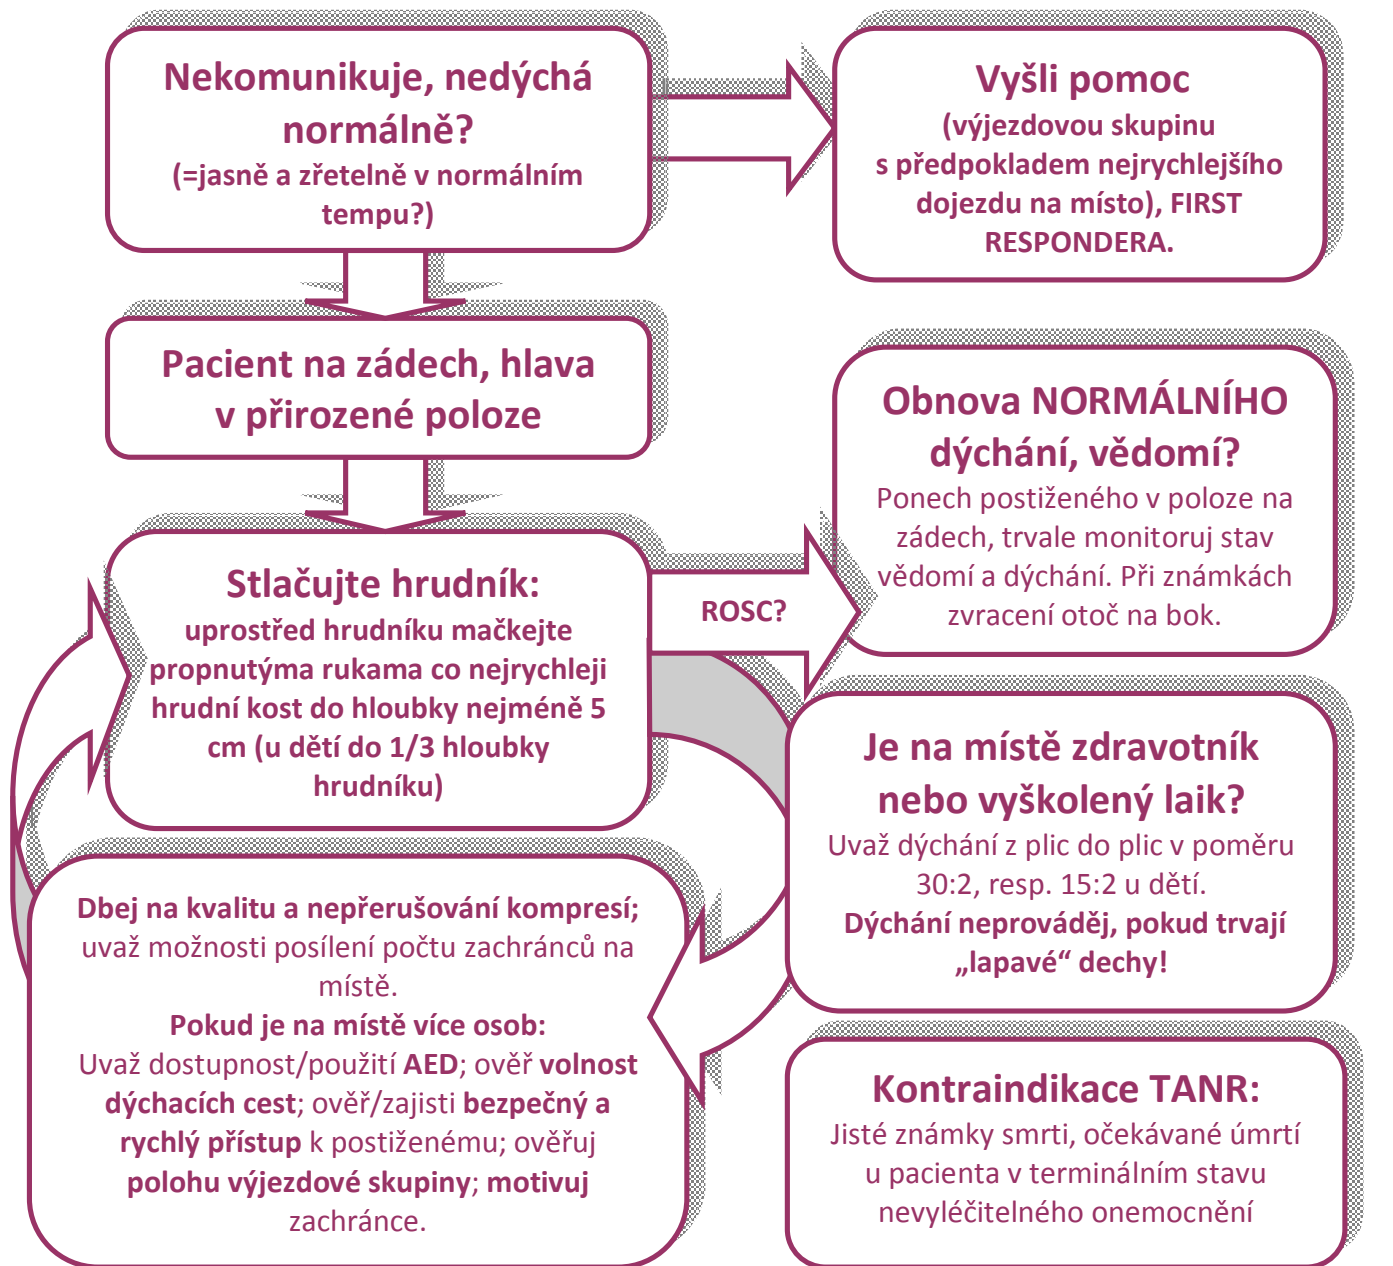 Nekomunikuje, nedýchá
normálně?
(=jasně a zřetelně v normálním
tempu?)
Vyšli pomoc
(výjezdovou skupinu
s předpokladem nejrychlejšího
dojezdu na místo), FIRST
RESPONDERA.
Pacient na zádech, hlava
v přirozené poloze
Obnova NORMÁLNÍHO
dýchání, vědomí?
Ponech postiženého v poloze na
zádech, trvale monitoruj stav
vědomí a dýchání. Při známkách
zvracení otoč na bok.
Stlačujte hrudník:
uprostřed hrudníku mačkejte
propnutýma rukama co nejrychleji
hrudní kost do hloubky nejméně 5
cm (u dětí do 1/3 hloubky
hrudníku)
ROSC?
Je na místě zdravotník
nebo vyškolený laik?
Uvaž dýchání z plic do plic v poměru
30:2, resp. 15:2 u dětí.
Dýchání neprováděj, pokud trvají
„lapavé“ dechy!
Dbej na kvalitu a nepřerušování kompresí;
uvaž možnosti posílení počtu zachránců na
místě.
Pokud je na místě více osob:
Uvaž dostupnost/použití AED; ověř volnost
dýchacích cest; ověř/zajisti bezpečný a
rychlý přístup k postiženému; ověřuj
polohu výjezdové skupiny; motivuj
zachránce.
Kontraindikace TANR:
Jisté známky smrti, očekávané úmrtí
u pacienta v terminálním stavu
nevyléčitelného onemocnění